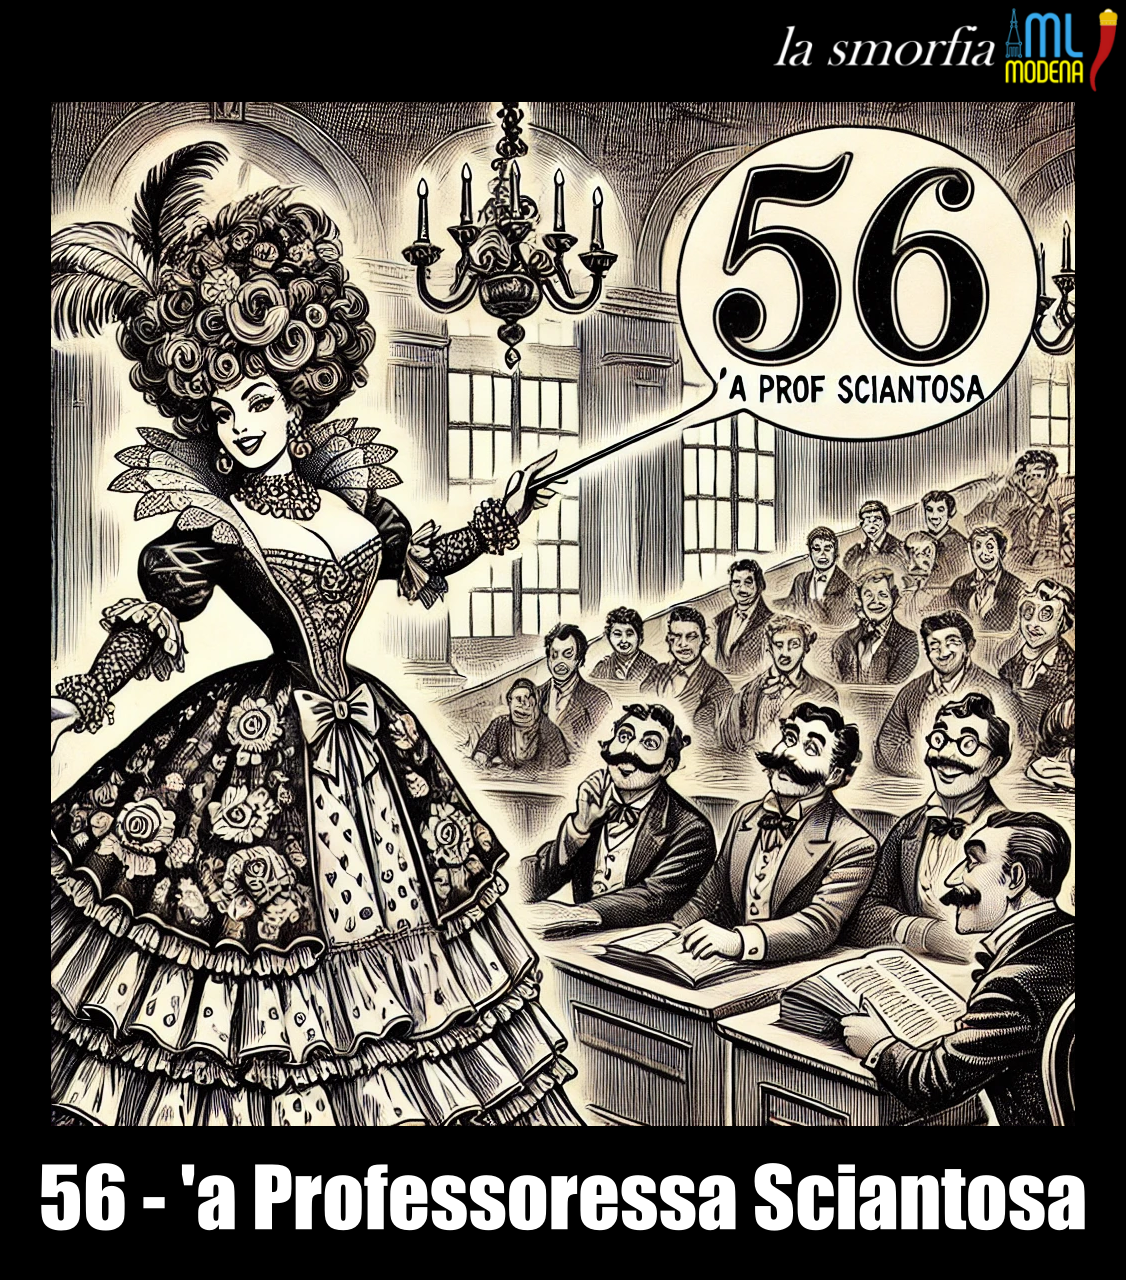 la smorfia
ML
MODENA
56
'A PROF SCIANTOSA
56 - 'a Professoressa Sciantosa